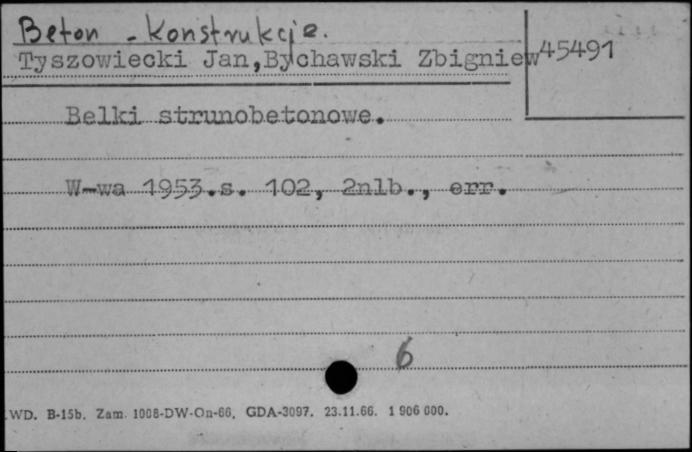 Beton - Konstrukcje.
Tyszowiecki Jan,Bychawski Zbigniew 45491
Belki strunobetonowe.
W-wa 1953.s. 102, 2nlb., err.
6
WD. B-15b. Zam. 1008-DW-On-66, GDA-3097. 23.11.66. 1 906 000.